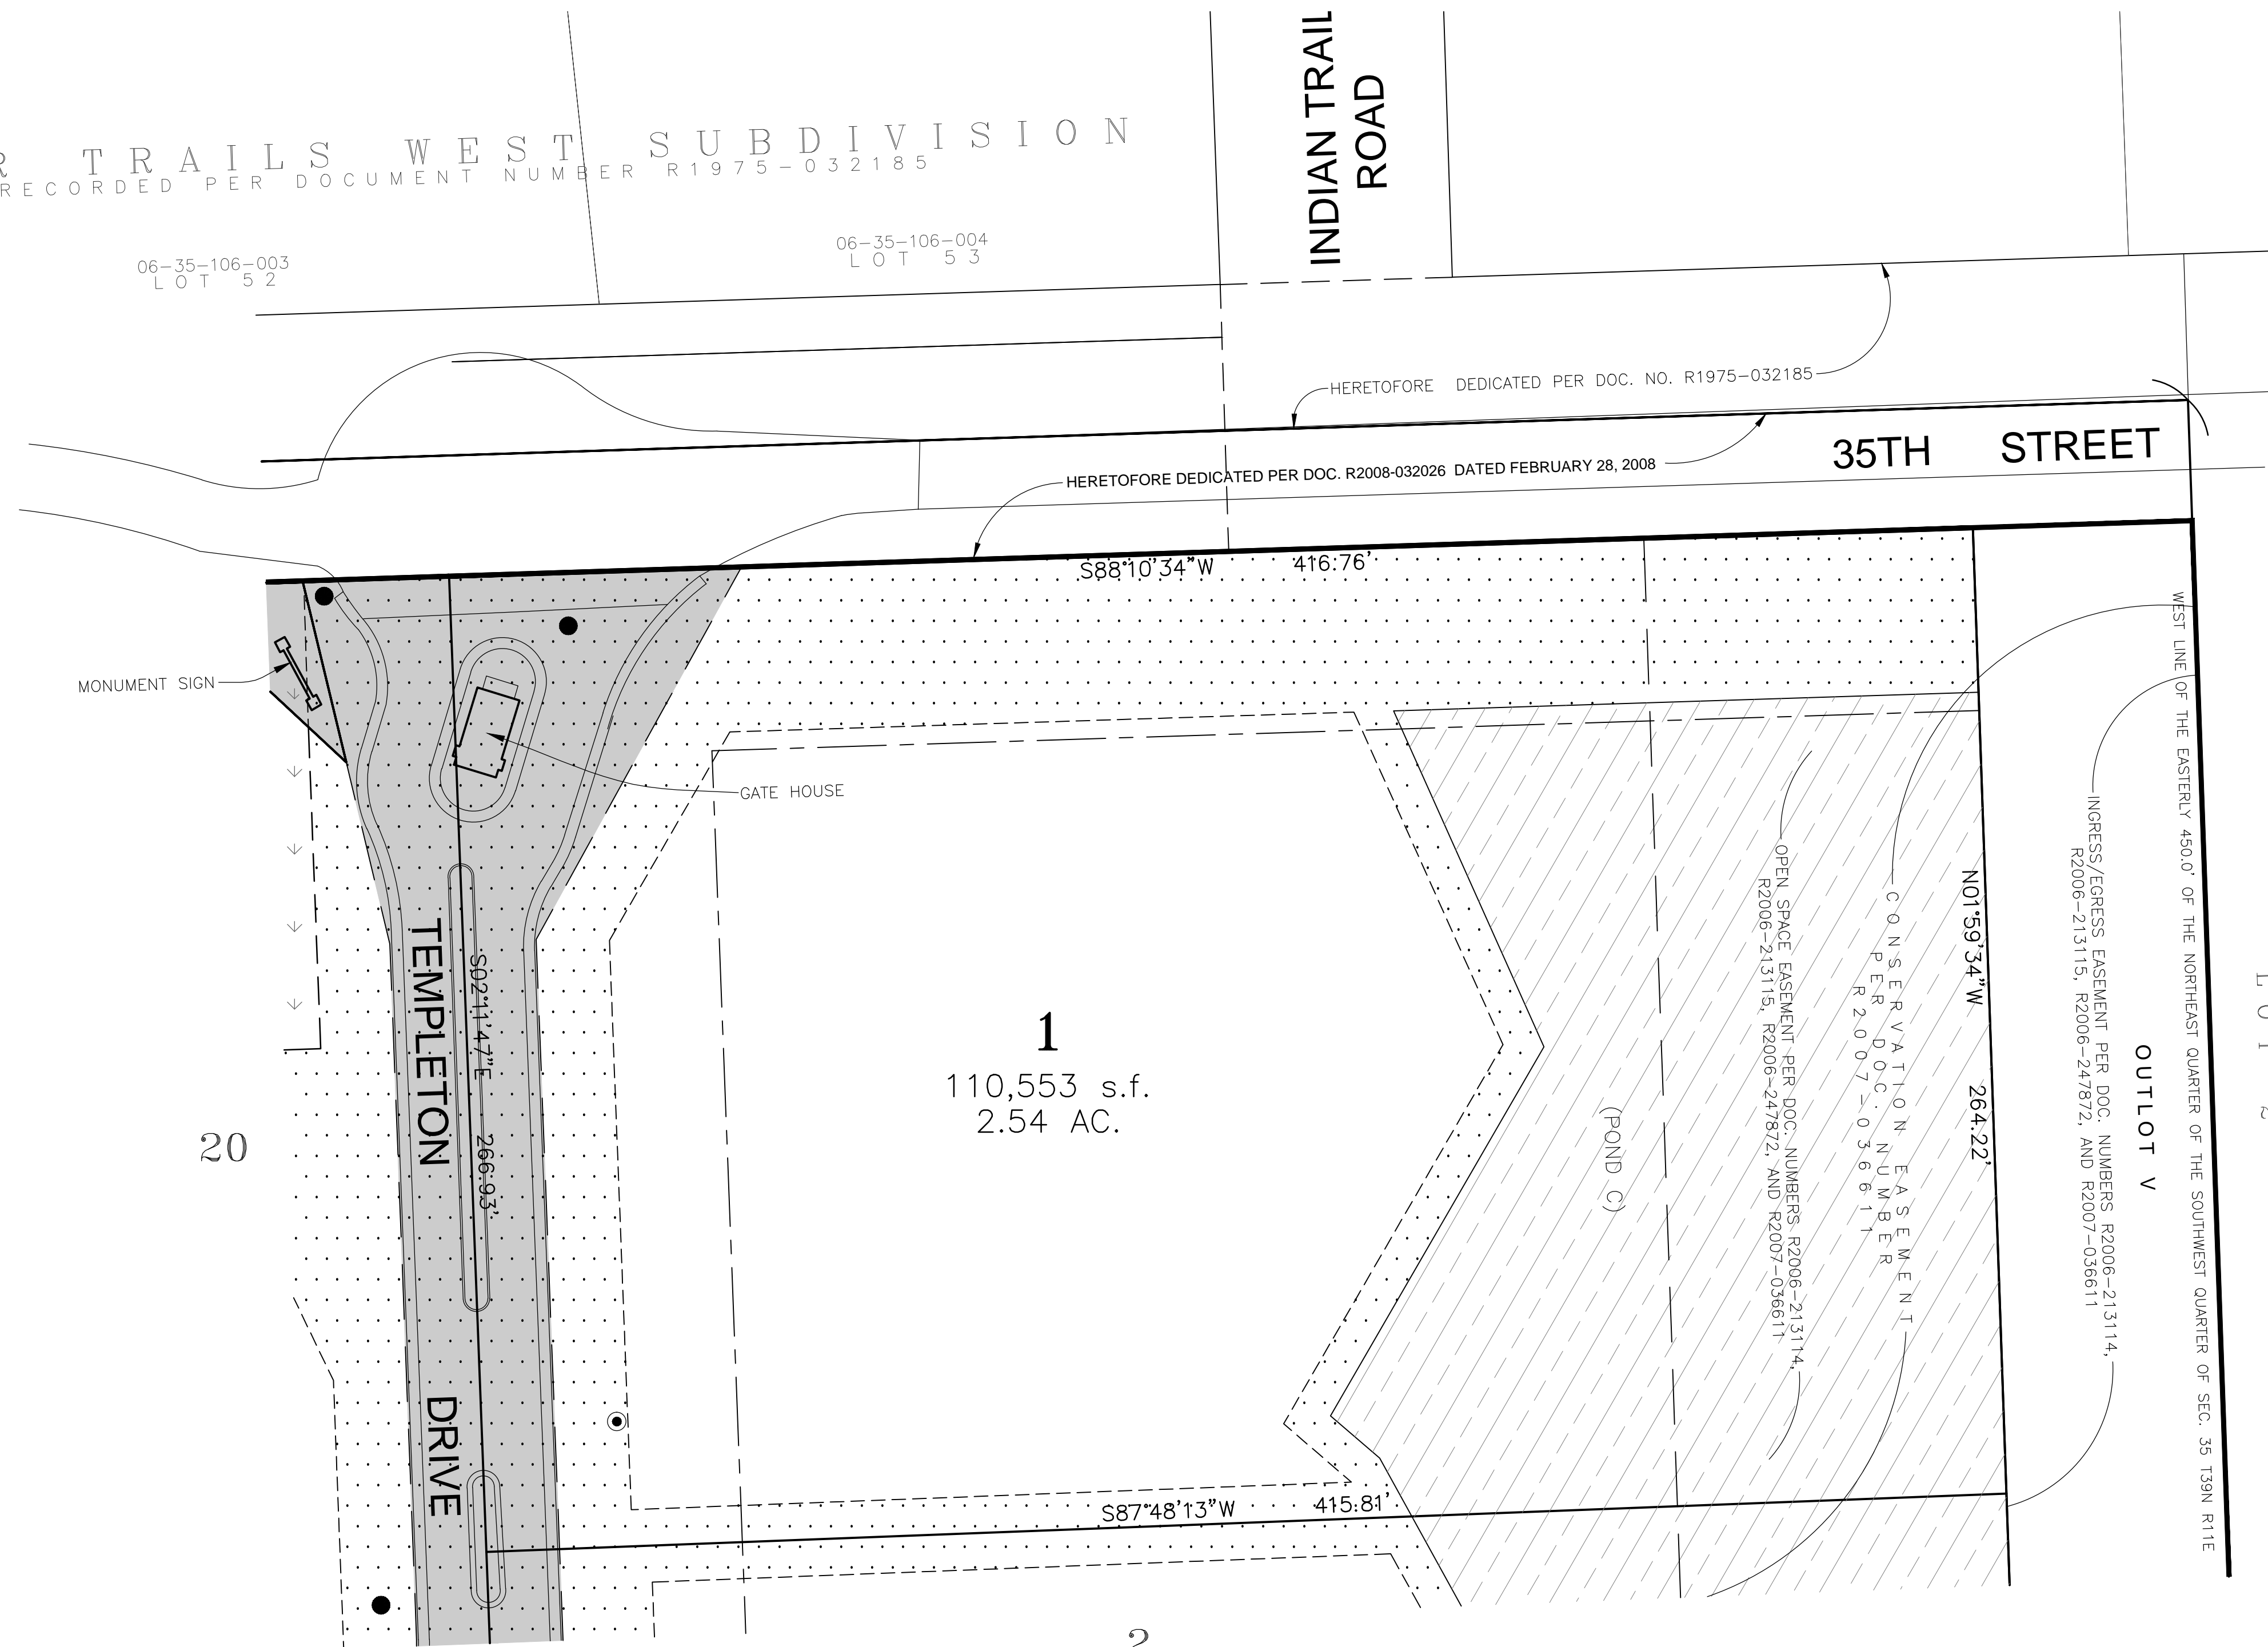 INDIAN TRAIL
ROAD
R TRAILS WEST SUBDIVISION
RECORDED PER DOCUMENT NUMBER R1975-032185
06-35-106-003
LOT 52
06-35-106-004
LOT 53
HERETOFORE DEDICATED PER DOC. NO. R1975-032185
35TH STREET
HERETOFORE DEDICATED PER DOC. R2008-032026 DATED FEBRUARY 28, 2008
S88°10'34"W 416.76'
MONUMENT SIGN
GATE HOUSE
TEMPLETON DRIVE
S02°11'47"E 266.93'
20
1
110,553 s.f.
2.54 AC.
(POND C)
OPEN SPACE EASEMENT PER DOC. NUMBERS R2006-213114,
R2006-213115, R2006-247872, AND R2007-036611
CONSERVATION EASEMENT
PER DOC. NUMBER
R2007-036611
N01°59'34"W 264.22'
INGRESS/EGRESS EASEMENT PER DOC. NUMBERS R2006-213114,
R2006-213115, R2006-247872, AND R2007-036611
OUTLOT V
WEST LINE OF THE EASTERLY 450.0' OF THE NORTHEAST QUARTER OF THE SOUTHWEST QUARTER OF SEC. 35 T39N R11E
LOT 2
S87°48'13"W 415.81'
2